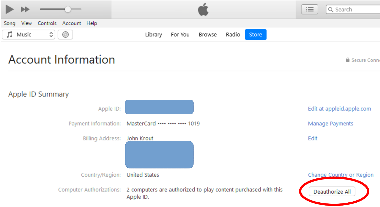 Song View Controls Account Help
Search
Music
Library For You Browse Radio Store
Account Information
Secure Conn
Apple ID Summary
Apple ID
Edit at appleid.apple.com
Payment Information: MasterCard •••• •••• •••• 1019
Manage Payments
Billing Address: John Knout
Edit
Country/Region: United States
Change Country or Region
Computer Authorizations: 2 computers are authorized to play content purchased with this
Apple ID.
Deauthorize All